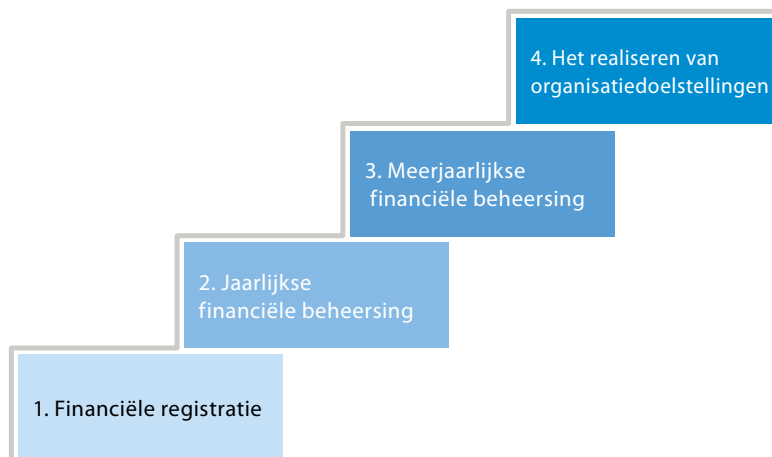 4. Het realiseren van
organisatiedoelstellingen
3. Meerjaarlijkse
financiële beheersing
2. Jaarlijkse
financiële beheersing
1. Financiële registratie